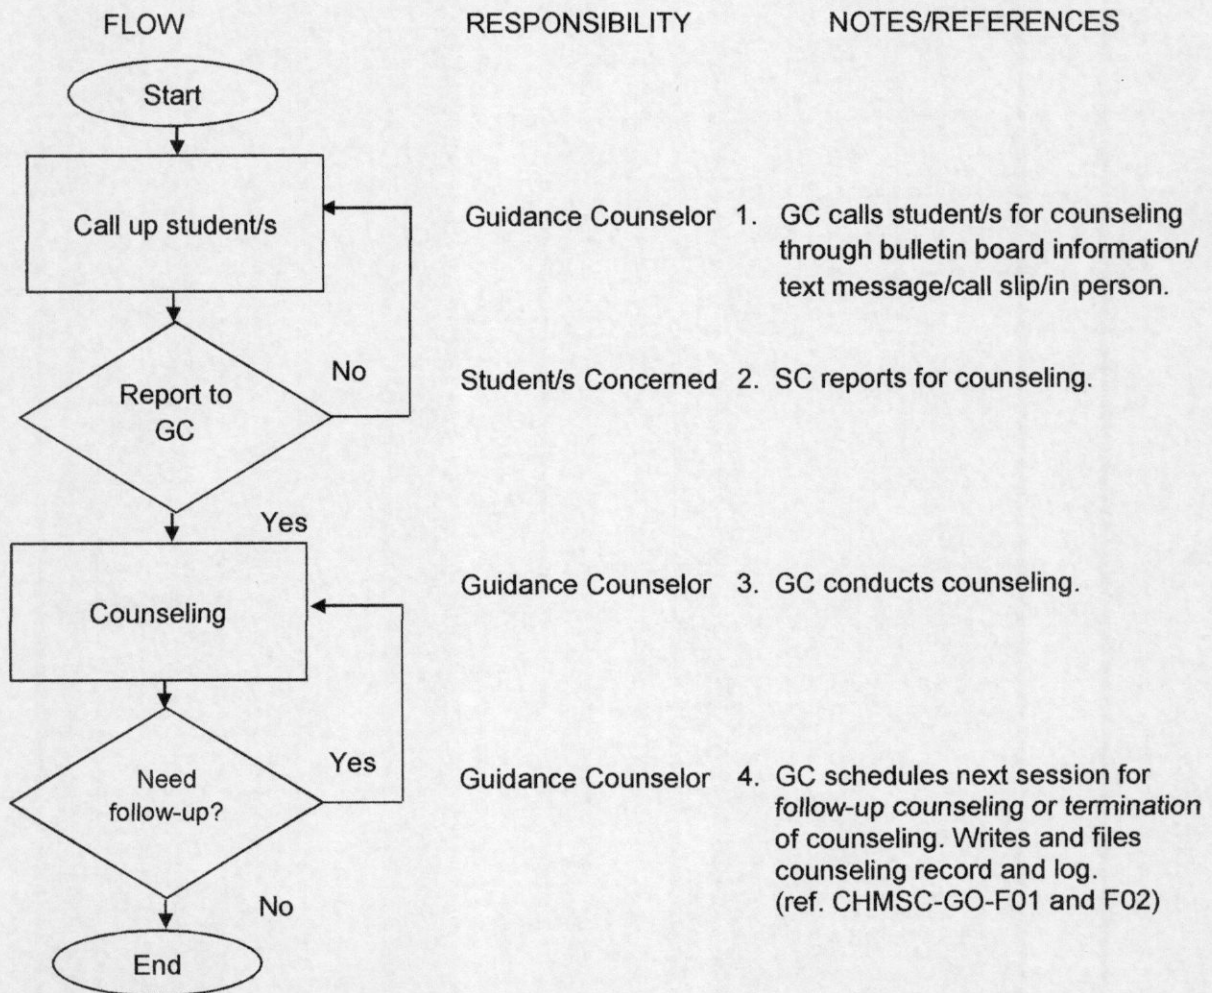 FLOW RESPONSIBILITY NOTES/REFERENCES
Start
Call up student/s
Guidance Counselor 1. GC calls student/s for counseling
through bulletin board information/
text message/call slip/in person.
No
Report to
GC
Student/s Concerned 2. SC reports for counseling.
Yes
Counseling
Guidance Counselor 3. GC conducts counseling.
Yes
Need
follow-up?
Guidance Counselor 4. GC schedules next session for
follow-up counseling or termination
of counseling. Writes and files
counseling record and log.
(ref. CHMSC-GO-F01 and F02)
No
End